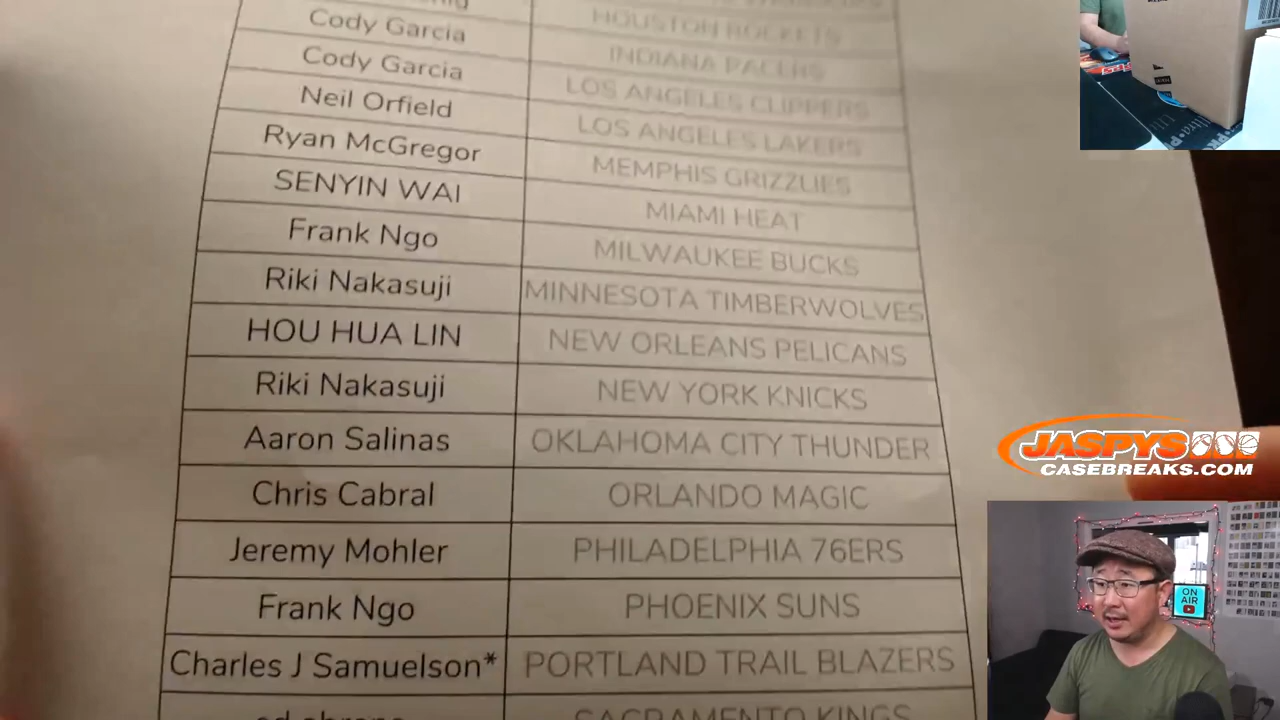 HOUSTON ROCKETS
Cody Garcia INDIANA PACERS
Cody Garcia LOS ANGELES CLIPPERS
Neil Orfield LOS ANGELES LAKERS
Ryan McGregor MEMPHIS GRIZZLIES
SENYIN WAI MIAMI HEAT
Frank Ngo MILWAUKEE BUCKS
Riki Nakasuji MINNESOTA TIMBERWOLVES
HOU HUA LIN NEW ORLEANS PELICANS
Riki Nakasuji NEW YORK KNICKS
Aaron Salinas OKLAHOMA CITY THUNDER
Chris Cabral ORLANDO MAGIC
Jeremy Mohler PHILADELPHIA 76ERS
Frank Ngo PHOENIX SUNS
Charles J Samuelson* PORTLAND TRAIL BLAZERS
SACRAMENTO KINGS
JASPYS
CASEBREAKS.COM
ON
AIR